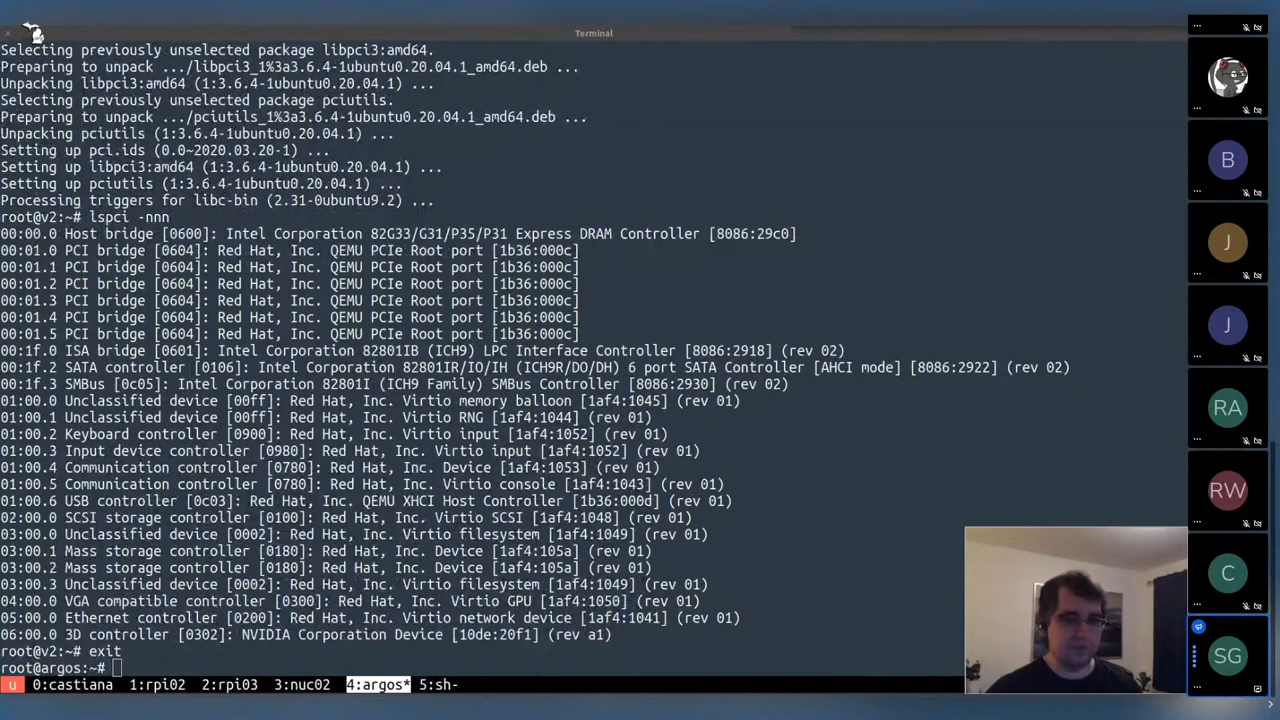 Terminal
Selecting previously unselected package libpci3:amd64.
Preparing to unpack .../libpci3_1%3a3.6.4-1ubuntu0.20.04.1_amd64.deb ...
Unpacking libpci3:amd64 (1:3.6.4-1ubuntu0.20.04.1) ...
Selecting previously unselected package pciutils.
Preparing to unpack .../pciutils_1%3a3.6.4-1ubuntu0.20.04.1_amd64.deb ...
Unpacking pciutils (1:3.6.4-1ubuntu0.20.04.1) ...
Setting up pci.ids (0.0~2020.03.20-1) ...
Setting up libpci3:amd64 (1:3.6.4-1ubuntu0.20.04.1) ...
Setting up pciutils (1:3.6.4-1ubuntu0.20.04.1) ...
Processing triggers for libc-bin (2.31-0ubuntu9.2) ...
root@v2:~# lspci -nnn
00:00.0 Host bridge [0600]: Intel Corporation 82G33/G31/P35/P31 Express DRAM Controller [8086:29c0]
00:01.0 PCI bridge [0604]: Red Hat, Inc. QEMU PCIe Root port [1b36:000c]
00:01.1 PCI bridge [0604]: Red Hat, Inc. QEMU PCIe Root port [1b36:000c]
00:01.2 PCI bridge [0604]: Red Hat, Inc. QEMU PCIe Root port [1b36:000c]
00:01.3 PCI bridge [0604]: Red Hat, Inc. QEMU PCIe Root port [1b36:000c]
00:01.4 PCI bridge [0604]: Red Hat, Inc. QEMU PCIe Root port [1b36:000c]
00:01.5 PCI bridge [0604]: Red Hat, Inc. QEMU PCIe Root port [1b36:000c]
00:1f.0 ISA bridge [0601]: Intel Corporation 82801IB (ICH9) LPC Interface Controller [8086:2918] (rev 02)
00:1f.2 SATA controller [0106]: Intel Corporation 82801IR/IO/IH (ICH9R/DO/DH) 6 port SATA Controller [AHCI mode] [8086:2922] (rev 02)
00:1f.3 SMBus [0c05]: Intel Corporation 82801I (ICH9 Family) SMBus Controller [8086:2930] (rev 02)
01:00.0 Unclassified device [00ff]: Red Hat, Inc. Virtio memory balloon [1af4:1045] (rev 01)
01:00.1 Unclassified device [00ff]: Red Hat, Inc. Virtio RNG [1af4:1044] (rev 01)
01:00.2 Keyboard controller [0900]: Red Hat, Inc. Virtio input [1af4:1052] (rev 01)
01:00.3 Input device controller [0980]: Red Hat, Inc. Virtio input [1af4:1052] (rev 01)
01:00.4 Communication controller [0780]: Red Hat, Inc. Device [1af4:1053] (rev 01)
01:00.5 Communication controller [0780]: Red Hat, Inc. Virtio console [1af4:1043] (rev 01)
01:00.6 USB controller [0c03]: Red Hat, Inc. QEMU XHCI Host Controller [1b36:000d] (rev 01)
02:00.0 SCSI storage controller [0100]: Red Hat, Inc. Virtio SCSI [1af4:1048] (rev 01)
03:00.0 Unclassified device [0002]: Red Hat, Inc. Virtio filesystem [1af4:1049] (rev 01)
03:00.1 Mass storage controller [0180]: Red Hat, Inc. Device [1af4:105a] (rev 01)
03:00.2 Mass storage controller [0180]: Red Hat, Inc. Device [1af4:105a] (rev 01)
03:00.3 Unclassified device [0002]: Red Hat, Inc. Virtio filesystem [1af4:1049] (rev 01)
04:00.0 VGA compatible controller [0300]: Red Hat, Inc. Virtio GPU [1af4:1050] (rev 01)
05:00.0 Ethernet controller [0200]: Red Hat, Inc. Virtio network device [1af4:1041] (rev 01)
06:00.0 3D controller [0302]: NVIDIA Corporation Device [10de:20f1] (rev a1)
root@v2:~# exit
root@argos:~#
u 0:castiana 1:rpi02 2:rpi03 3:nuc02 4:argos* 5:sh-
B
J
J
RA
RW
C
SG